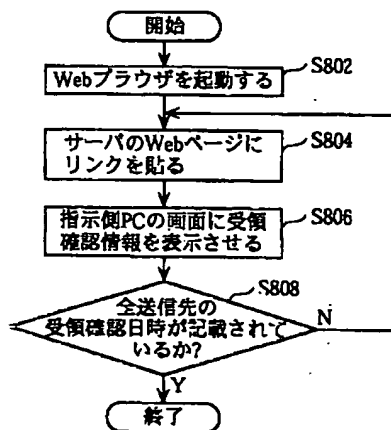 開始
Webブラウザを起動する
S802
サーバのWebページに
リンクを貼る
S804
指示側PCの画面に受領
確認情報を表示させる
S806
全送信先の
受領確認日時が記載されて
いるか?
S808
N
Y
終了